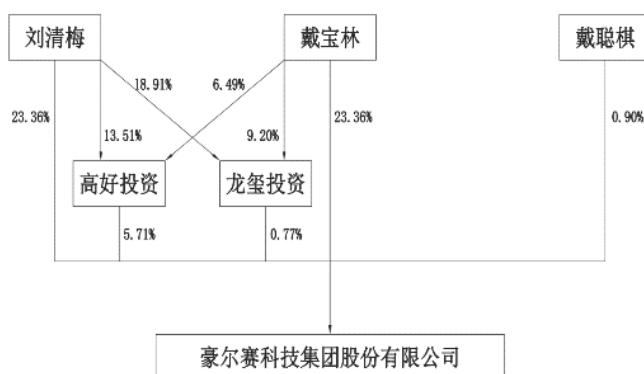 刘清梅
戴宝林
戴聪棋
18.91%
6.49%
23.36%
23.36%
0.90%
13.51%
9.20%
高好投资
龙玺投资
5.71%
0.77%
豪尔赛科技集团股份有限公司